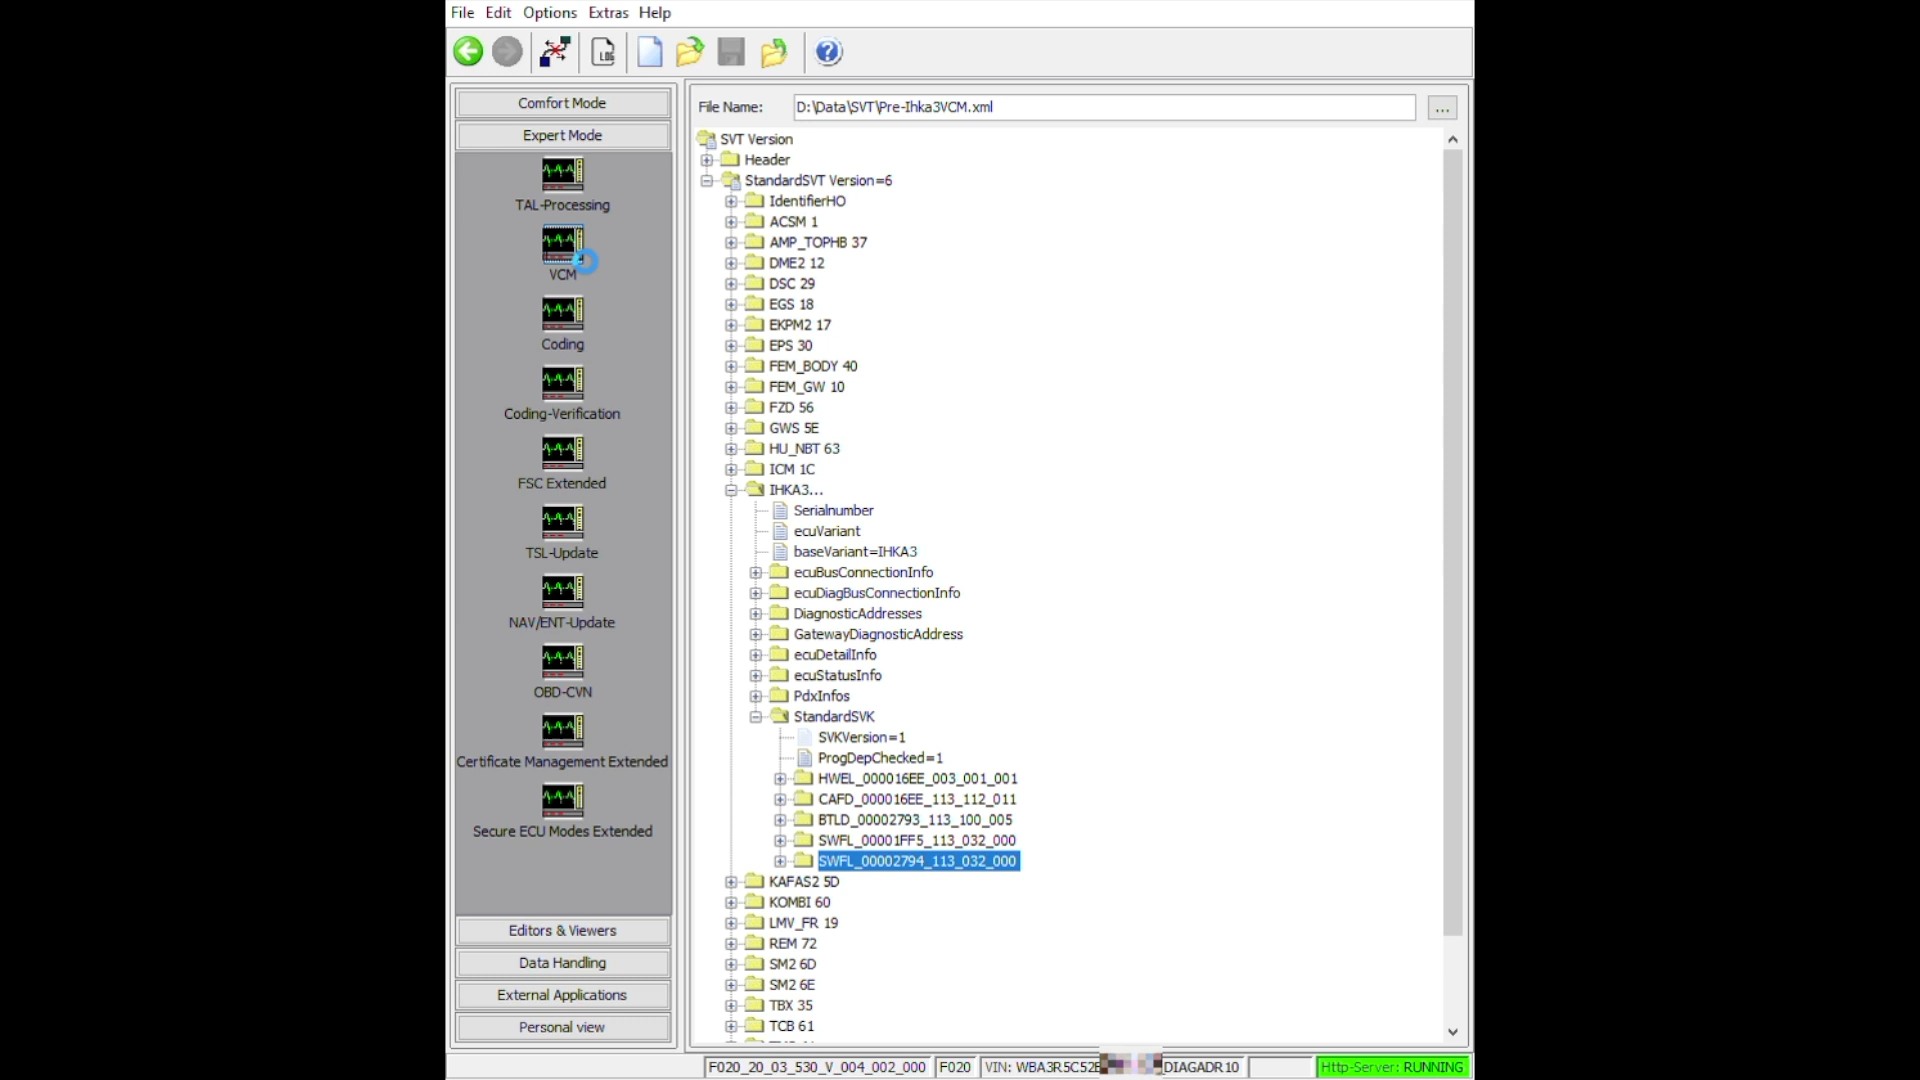 File Edit Options Extras Help
LOG
Comfort Mode
Expert Mode
TAL-Processing
VCM
Coding
Coding-Verification
FSC Extended
TSL-Update
NAV/ENT-Update
OBD-CVN
Certificate Management Extended
Secure ECU Modes Extended
Editors & Viewers
Data Handling
External Applications
Personal view
File Name: D:\Data\SVT\Pre-Ihka3VCM.xml ...
SVT Version
Header
StandardSVT Version=6
IdentifierHO
ACSM 1
AMP_TOPHB 37
DME2 12
DSC 29
EGS 18
EKPM2 17
EPS 30
FEM_BODY 40
FEM_GW 10
FZD 56
GWS 5E
HU_NBT 63
ICM 1C
IHKA3...
Serialnumber
ecuVariant
baseVariant=IHKA3
ecuBusConnectionInfo
ecuDiagBusConnectionInfo
DiagnosticAddresses
GatewayDiagnosticAddress
ecuDetailInfo
ecuStatusInfo
PdxInfos
StandardSVK
SVKVersion=1
ProgDepChecked=1
HWEL_000016EE_003_001_001
CAFD_000016EE_113_112_011
BTLD_00002793_113_100_005
SWFL_00001FF5_113_032_000
SWFL_00002794_113_032_000
KAFAS2 5D
KOMBI 60
LMV_FR 19
REM 72
SM2 6D
SM2 6E
TBX 35
TCB 61
F020_20_03_530_V_004_002_000 F020 VIN: WBA3R5C52E _DIAGADR10 Http-Server: RUNNING